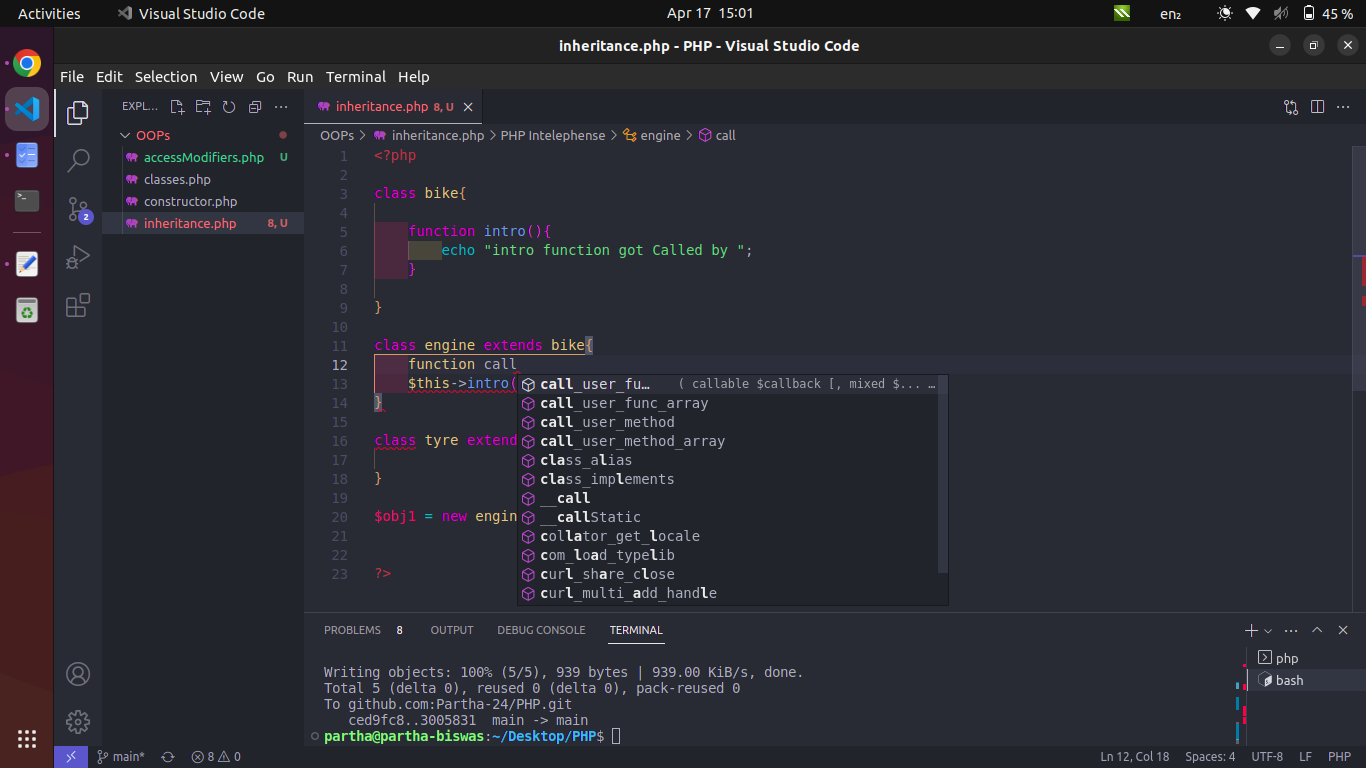 Activities
Visual Studio Code
Apr 17 15:01
en₂
45 %
inheritance.php - PHP - Visual Studio Code
File Edit Selection View Go Run Terminal Help
EXPL...
inheritance.php 8, U
OOPs
accessModifiers.php U
classes.php
constructor.php
inheritance.php 8, U
2
OOPs > inheritance.php > PHP Intelephense > engine > call
1 <?php
2
3 class bike{
4
5 function intro(){
6 echo "intro function got Called by ";
7 }
8
9 }
10
11 class engine extends bike{
12 function call
13 $this->intro(
14 }
15
16 class tyre extend
17
18 }
19
20 $obj1 = new engin
21
22
23 ?>
call_user_fu... ( callable $callback [, mixed $... …
call_user_func_array
call_user_method
call_user_method_array
class_alias
class_implements
__call
__callStatic
collator_get_locale
com_load_typelib
curl_share_close
curl_multi_add_handle
PROBLEMS 8 OUTPUT DEBUG CONSOLE TERMINAL
Writing objects: 100% (5/5), 939 bytes | 939.00 KiB/s, done.
Total 5 (delta 0), reused 0 (delta 0), pack-reused 0
To github.com:Partha-24/PHP.git
ced9fc8..3005831 main -> main
partha@partha-biswas:~/Desktop/PHP$
php
bash
main* 8 0
Ln 12, Col 18 Spaces: 4 UTF-8 LF PHP